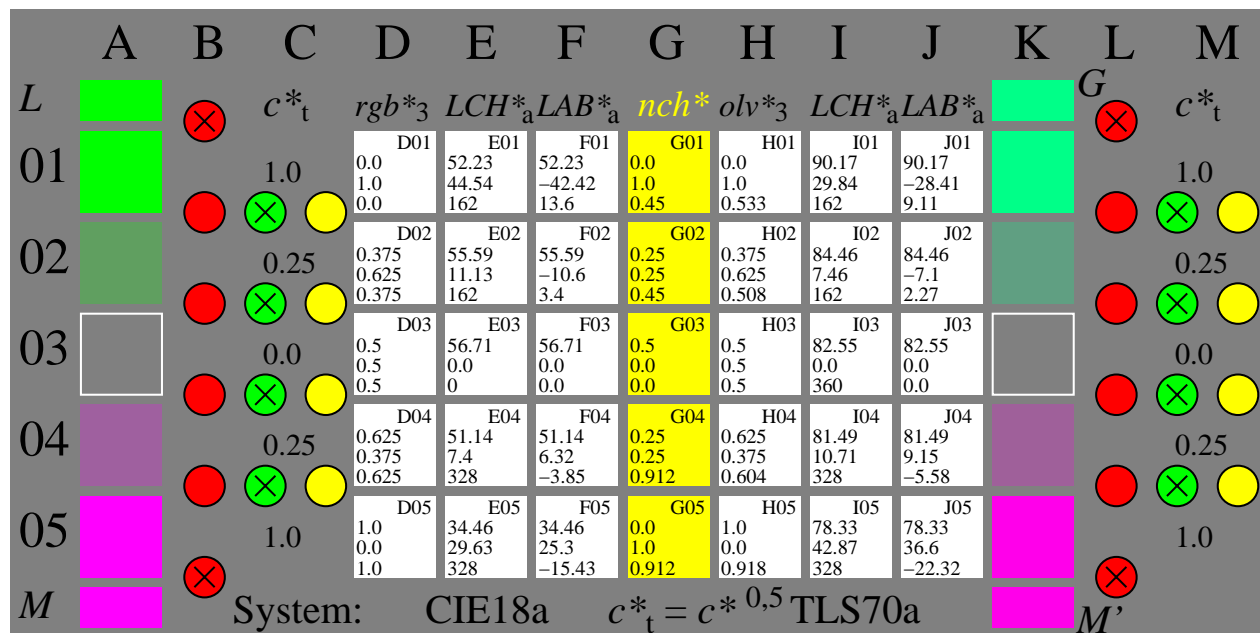 A B C D E F G H I J K L M
L c*t rgb*3 LCH*a LAB*a nch* olv*3 LCH*a LAB*a G c*t
01 1.0 1.0
D01 E01 F01 G01 H01 I01 J01
0.0 52.23 52.23 0.0 0.0 90.17 90.17
1.0 44.54 −42.42 1.0 1.0 29.84 −28.41
0.0 162 13.6 0.45 0.533 162 9.11
02 0.25 0.25
D02 E02 F02 G02 H02 I02 J02
0.375 55.59 55.59 0.25 0.375 84.46 84.46
0.625 11.13 −10.6 0.25 0.625 7.46 −7.1
0.375 162 3.4 0.45 0.508 162 2.27
03 0.0 0.0
D03 E03 F03 G03 H03 I03 J03
0.5 56.71 56.71 0.5 0.5 82.55 82.55
0.5 0.0 0.0 0.0 0.5 0.0 0.0
0.5 0 0.0 0.0 0.5 360 0.0
04 0.25 0.25
D04 E04 F04 G04 H04 I04 J04
0.625 51.14 51.14 0.25 0.625 81.49 81.49
0.375 7.4 6.32 0.25 0.375 10.71 9.15
0.625 328 −3.85 0.912 0.604 328 −5.58
05 1.0 1.0
D05 E05 F05 G05 H05 I05 J05
1.0 34.46 34.46 0.0 1.0 78.33 78.33
0.0 29.63 25.3 1.0 0.0 42.87 36.6
1.0 328 −15.43 0.912 0.918 328 −22.32
M System: CIE18a c*t = c* 0,5 TLS70a M'